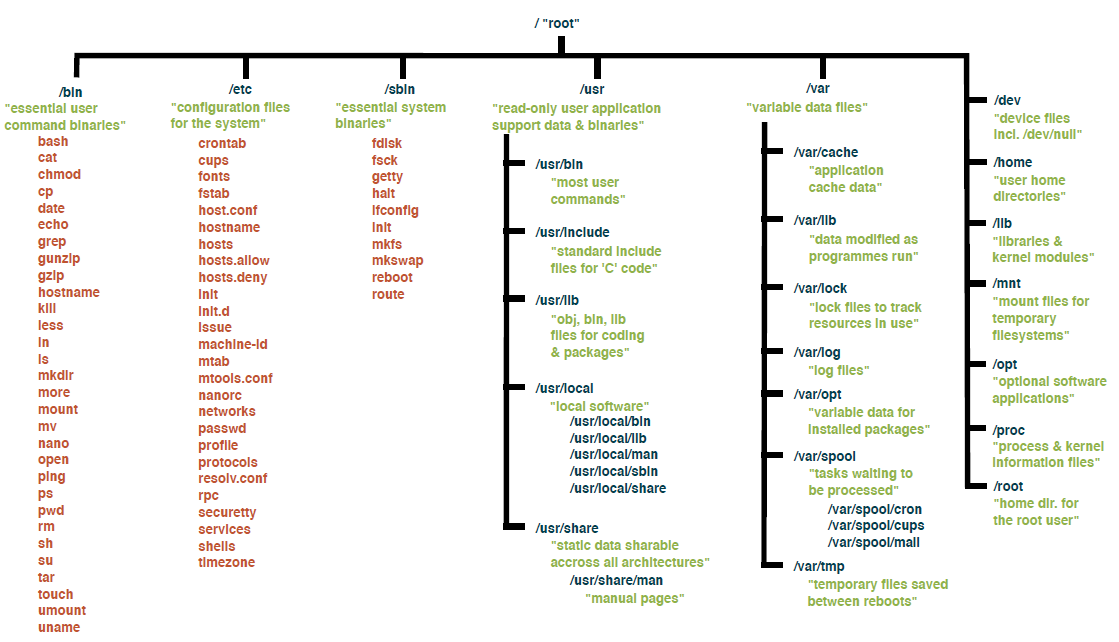 / "root"
/bin
"essential user
command binaries"
bash
cat
chmod
cp
date
echo
grep
gunzip
gzip
hostname
kill
less
ln
ls
mkdir
more
mount
mv
nano
open
ping
ps
pwd
rm
sh
su
tar
touch
umount
uname
/etc
"configuration files
for the system"
crontab
cups
fonts
fstab
host.conf
hostname
hosts
hosts.allow
hosts.deny
init
init.d
issue
machine-id
mtab
mtools.conf
nanorc
networks
passwd
profile
protocols
resolv.conf
rpc
securetty
services
shells
timezone
/sbin
"essential system
binaries"
fdisk
fsck
getty
halt
ifconfig
init
mkfs
mkswap
reboot
route
/usr
"read-only user application
support data & binaries"
/usr/bin
"most user
commands"
/usr/include
"standard include
files for 'C' code"
/usr/lib
"obj, bin, lib
files for coding
& packages"
/usr/local
"local software"
/usr/local/bin
/usr/local/lib
/usr/local/man
/usr/local/sbin
/usr/local/share
/usr/share
"static data sharable
accross all architectures"
/usr/share/man
"manual pages"
/var
"variable data files"
/var/cache
"application
cache data"
/var/lib
"data modified as
programmes run"
/var/lock
"lock files to track
resources in use"
/var/log
"log files"
/var/opt
"variable data for
installed packages"
/var/spool
"tasks waiting to
be processed"
/var/spool/cron
/var/spool/cups
/var/spool/mail
/var/tmp
"temporary files saved
between reboots"
/dev
"device files
incl. /dev/null"
/home
"user home
directories"
/lib
"libraries &
kernel modules"
/mnt
"mount files for
temporary
filesystems"
/opt
"optional software
applications"
/proc
"process & kernel
information files"
/root
"home dir. for
the root user"